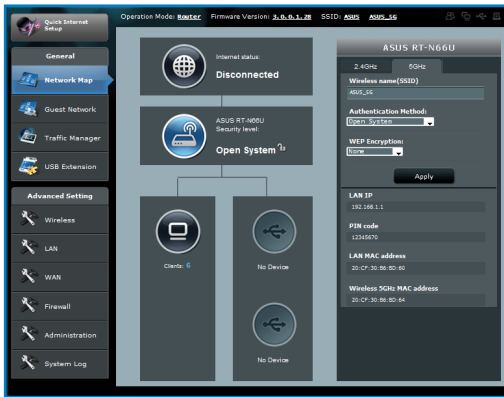 Quick Internet
Setup
Operation Mode: Router Firmware Version: 3.0.0.1.28 SSID: ASUS ASUS_5G
General
Network Map
Guest Network
Traffic Manager
USB Extension
Advanced Setting
Wireless
LAN
WAN
Firewall
Administration
System Log
Internet status:
Disconnected
ASUS RT-N66U
Security level:
Open System
Clients: 6
No Device
No Device
ASUS RT-N66U
2.4GHz 5GHz
Wireless name(SSID)
ASUS_5G
Authentication Method:
Open System
WEP Encryption:
None
Apply
LAN IP
192.168.1.1
PIN code
12345670
LAN MAC address
20:CF:30:B6:BD:60
Wireless 5GHz MAC address
20:CF:30:B6:BD:64